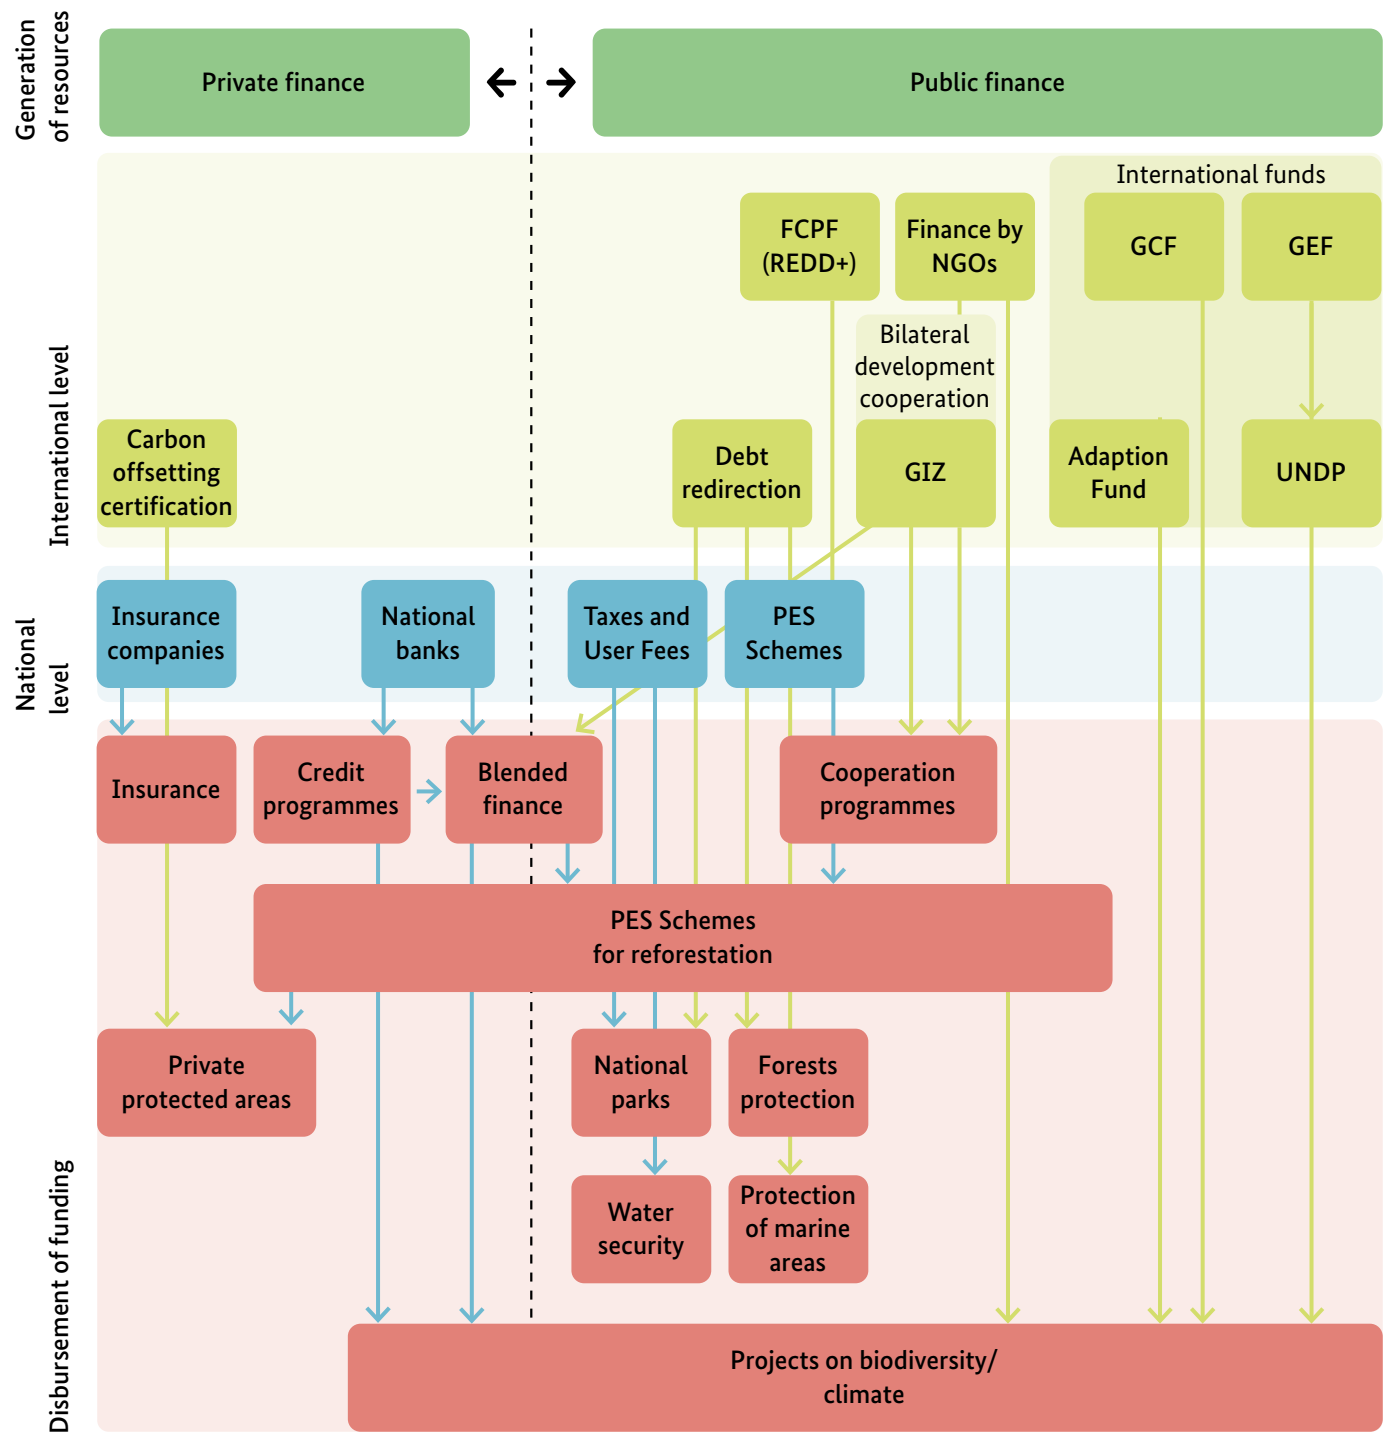 Generation
of resources
Private finance
Public finance
International level
International funds
FCPF
(REDD+)
Finance by
NGOs
GCF
GEF
Bilateral
development
cooperation
Carbon
offsetting
certification
Debt
redirection
GIZ
Adaption
Fund
UNDP
National
level
Insurance
companies
National
banks
Taxes and
User Fees
PES
Schemes
Disbursement of funding
Insurance
Credit
programmes
Blended
finance
Cooperation
programmes
PES Schemes
for reforestation
Private
protected areas
National
parks
Forests
protection
Water
security
Protection
of marine
areas
Projects on biodiversity/
climate